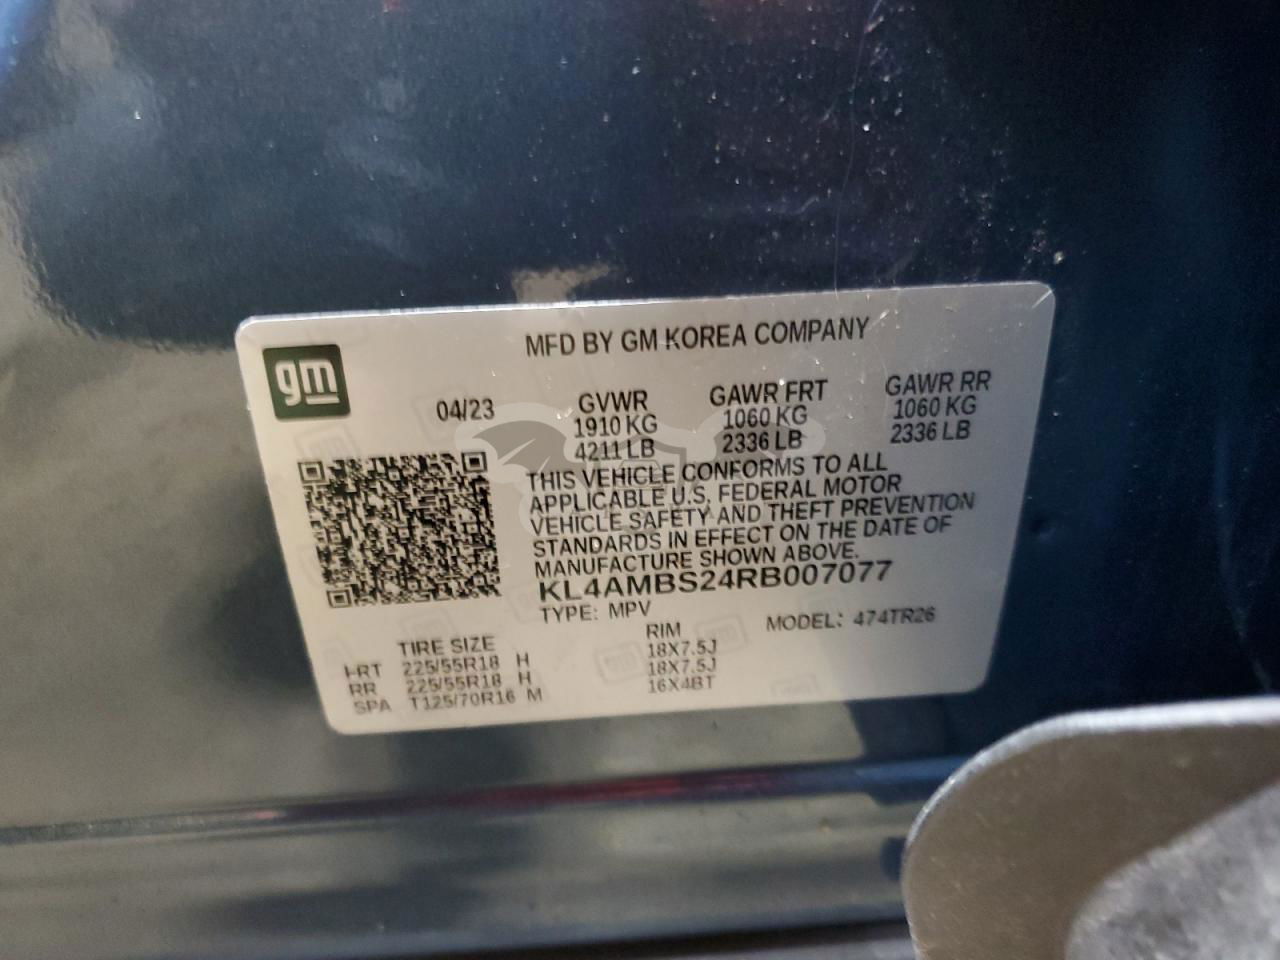 MFD BY GM KOREA COMPANY
gm
04/23 GVWR GAWR FRT GAWR RR
1910 KG 1060 KG 1060 KG
4211 LB 2336 LB 2336 LB
THIS VEHICLE CONFORMS TO ALL
APPLICABLE U.S. FEDERAL MOTOR
VEHICLE SAFETY AND THEFT PREVENTION
STANDARDS IN EFFECT ON THE DATE OF
MANUFACTURE SHOWN ABOVE.
KL4AMBS24RB007077
TYPE: MPV MODEL: 474TR26
TIRE SIZE RIM
FRT 225/55R18 H 18X7.5J
RR 225/55R18 H 18X7.5J
SPA T125/70R16 M 16X4BT